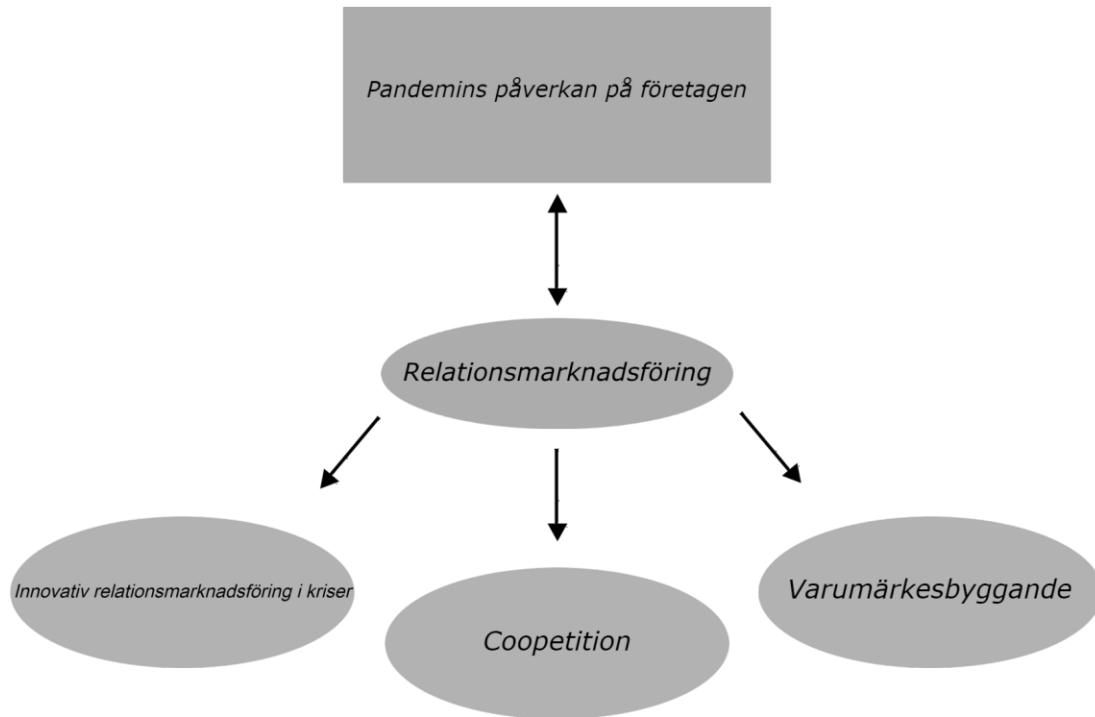 Pandemins påverkan på företagen
Relationsmarknadsföring
Innovativ relationsmarknadsföring i kriser
Coopetition
Varumärkesbyggande